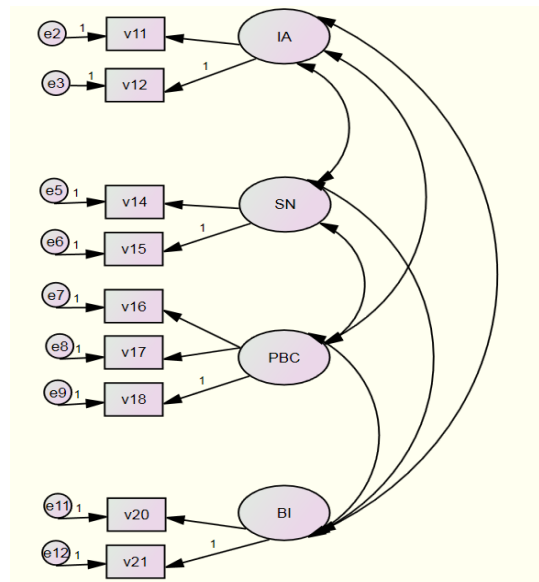 e2 1 v11 IA
e3 1 v12 1
e5 1 v14 SN
e6 1 v15 1
e7 1 v16
e8 1 v17 PBC
e9 1 v18 1
e11 1 v20 BI
e12 1 v21 1